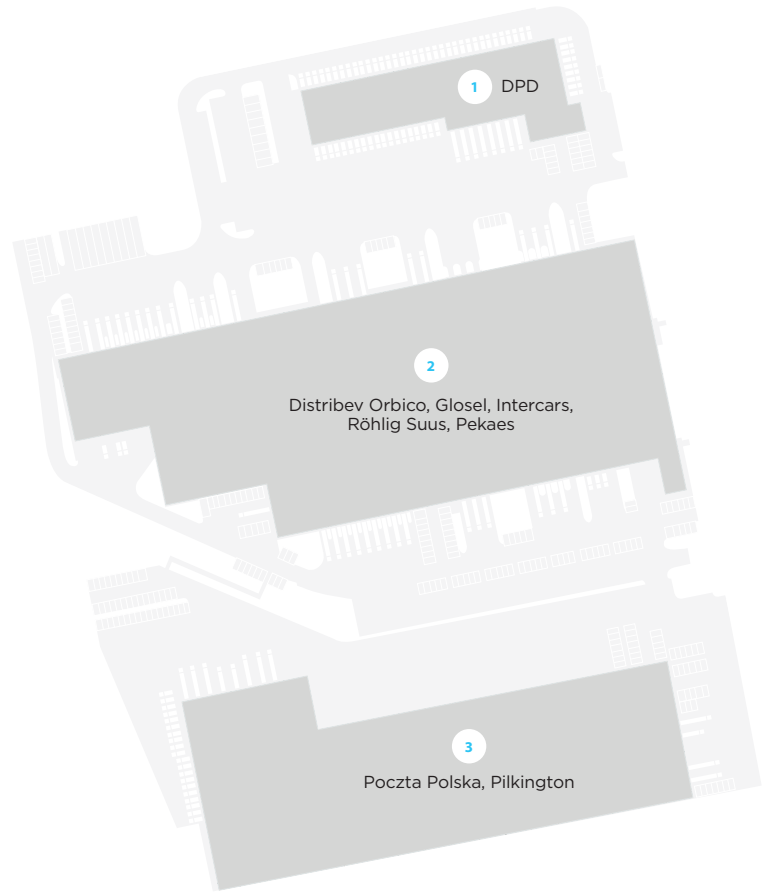 1 DPD
2
Distribev Orbico, Glosel, Intercars,
Röhlig Suus, Pekaes
3
Poczta Polska, Pilkington